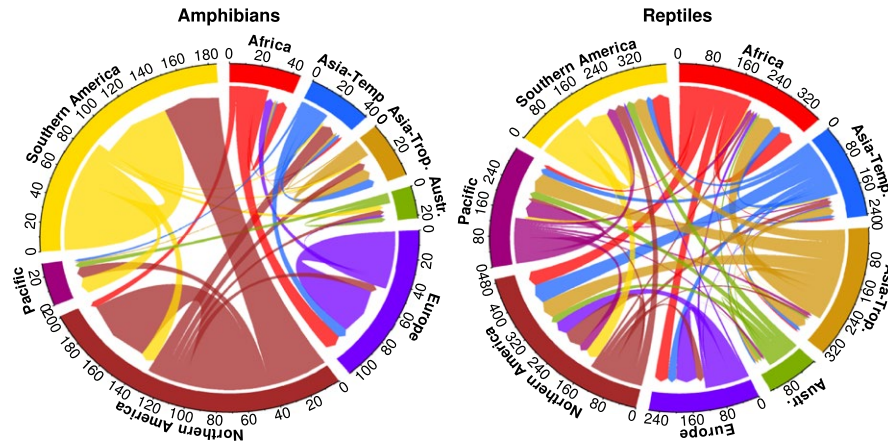 Amphibians
Africa
0 20 40
Asia-Temp
0 20 40
Asia-Trop.
0 20
Austr.
0 20
Europe
0 20 40 60 80 100
Northern America
0 20 40 60 80 100 120 140 160 180 200
Pacific
0 20
Southern America
0 20 40 60 80 100 120 140 160 180
Reptiles
Africa
0 80 160 240 320
Asia-Temp.
0 80 160 240
Asia-Trop.
0 80 160 240 320
Austr.
0 80
Europe
0 80 160 240
Northern America
0 80 160 240 320 400 480
Pacific
0 80 160 240
Southern America
0 80 160 240 320